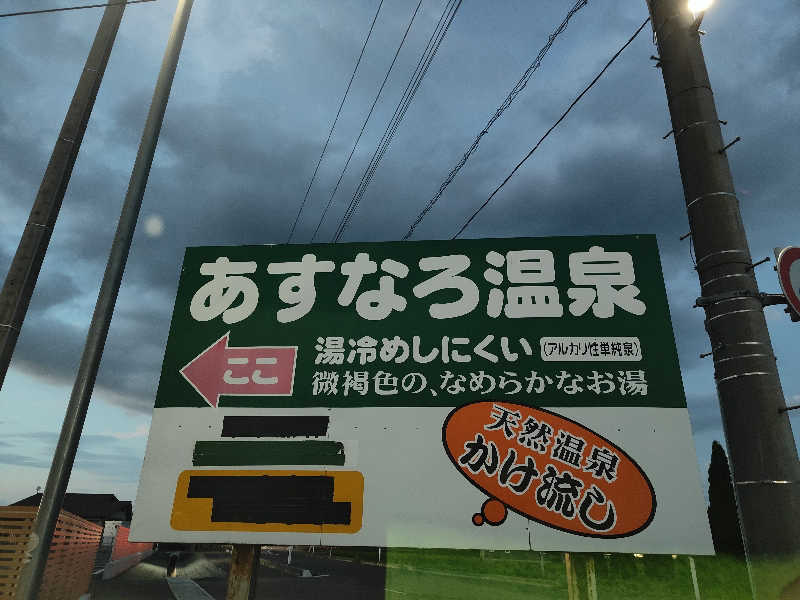 あすなろ温泉
湯冷めしにくい(アルカリ性単純泉)
ここ
微褐色の、なめらかなお湯
天然温泉
かけ流し